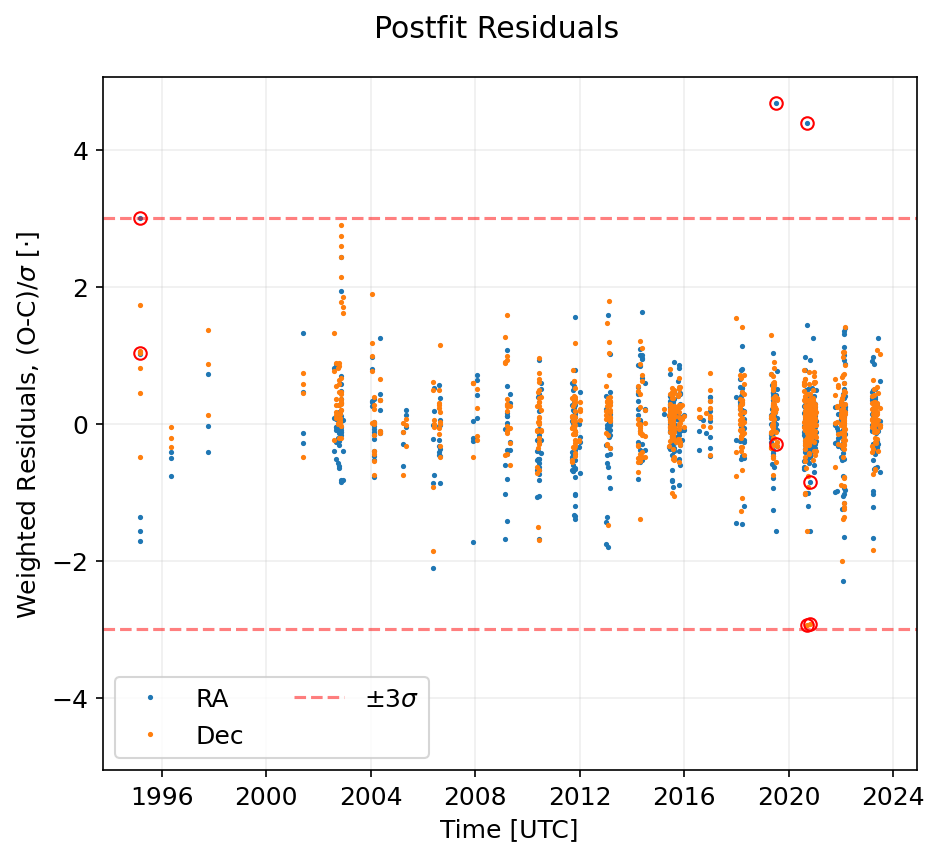 Postfit Residuals
Weighted Residuals, (O-C)/σ [·]
4
2
0
−2
−4
RA
Dec
±3σ
1996 2000 2004 2008 2012 2016 2020 2024
Time [UTC]